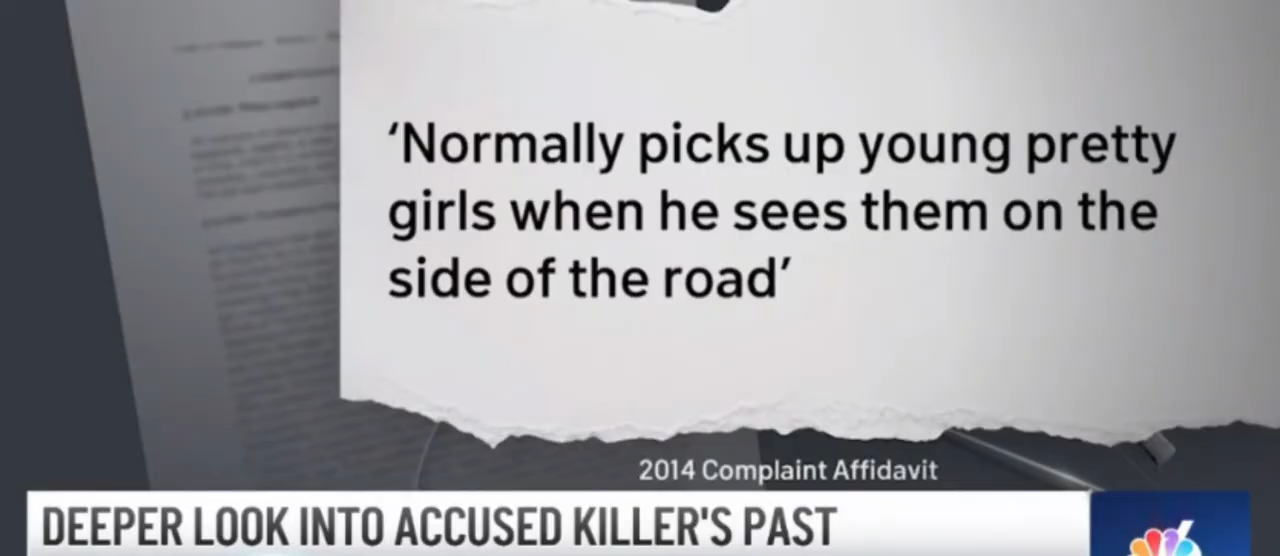 ‘Normally picks up young pretty
girls when he sees them on the
side of the road’
2014 Complaint Affidavit
DEEPER LOOK INTO ACCUSED KILLER'S PAST